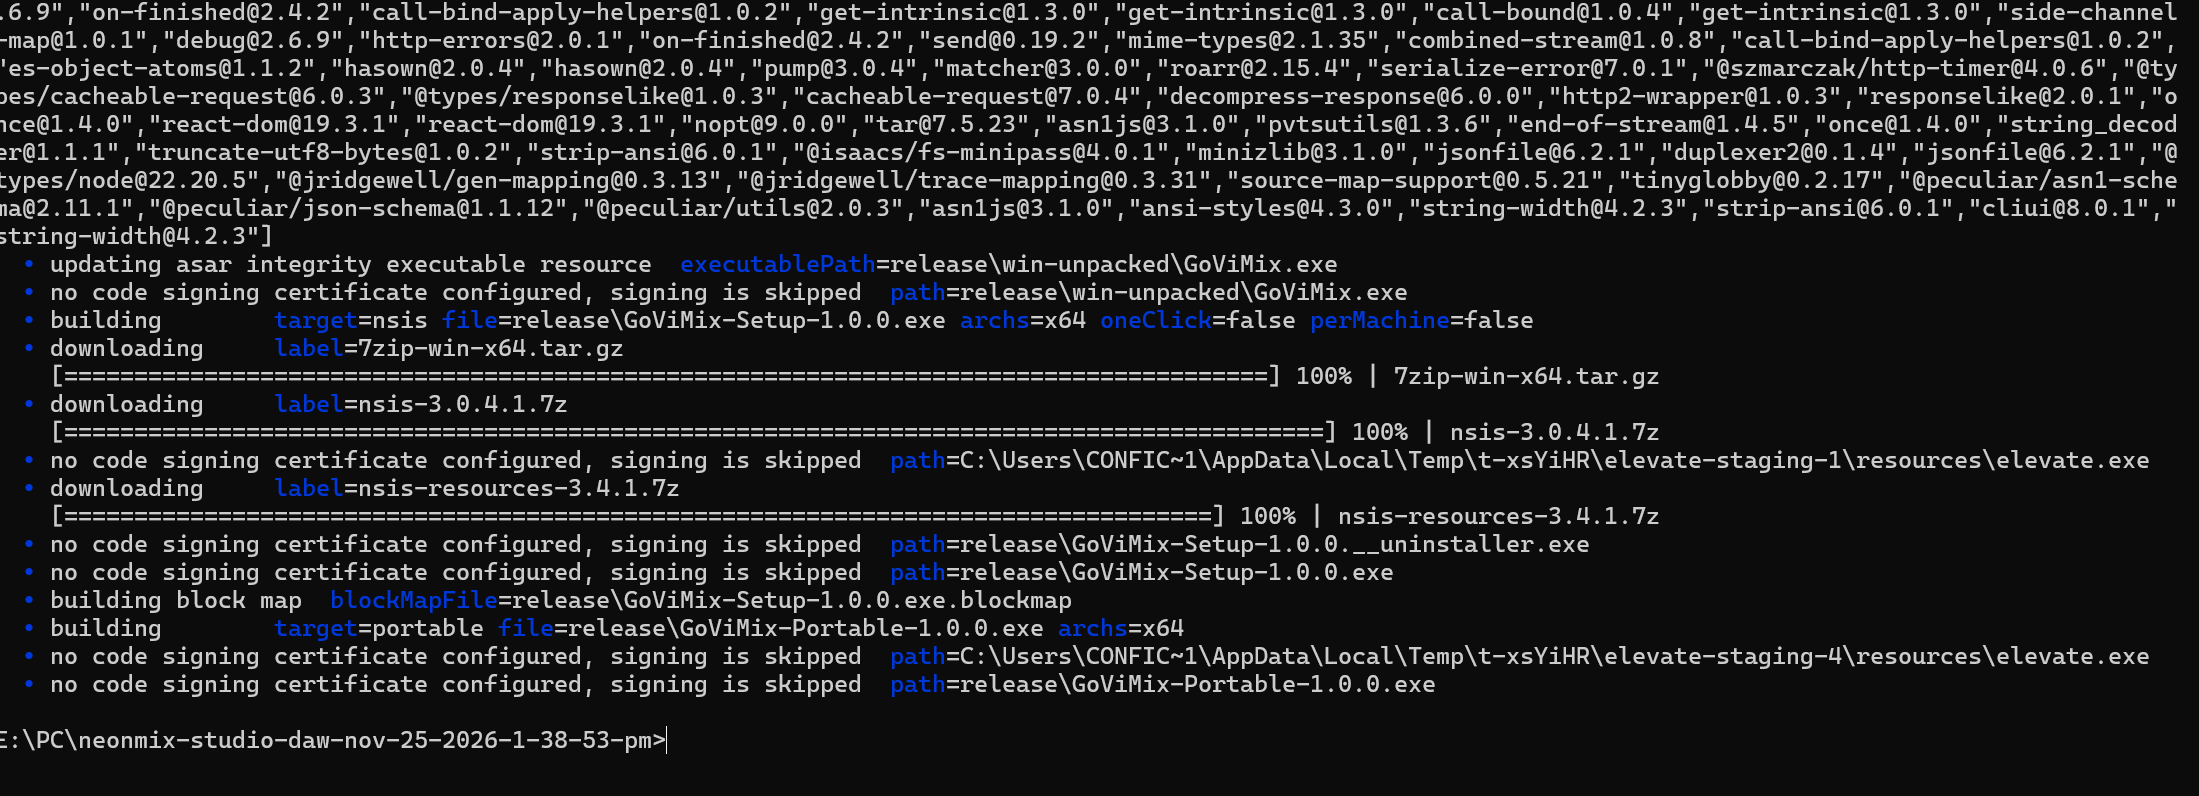 .6.9","on-finished@2.4.2","call-bind-apply-helpers@1.0.2","get-intrinsic@1.3.0","get-intrinsic@1.3.0","call-bound@1.0.4","get-intrinsic@1.3.0","side-channel
-map@1.0.1","debug@2.6.9","http-errors@2.0.1","on-finished@2.4.2","send@0.19.2","mime-types@2.1.35","combined-stream@1.0.8","call-bind-apply-helpers@1.0.2",
"es-object-atoms@1.1.2","hasown@2.0.4","hasown@2.0.4","pump@3.0.4","matcher@3.0.0","roarr@2.15.4","serialize-error@7.0.1","@szmarczak/http-timer@4.0.6","@ty
pes/cacheable-request@6.0.3","@types/responselike@1.0.3","cacheable-request@7.0.4","decompress-response@6.0.0","http2-wrapper@1.0.3","responselike@2.0.1","o
nce@1.4.0","react-dom@19.3.1","react-dom@19.3.1","nopt@9.0.0","tar@7.5.23","asn1js@3.1.0","pvtsutils@1.3.6","end-of-stream@1.4.5","once@1.4.0","string_decod
er@1.1.1","truncate-utf8-bytes@1.0.2","strip-ansi@6.0.1","@isaacs/fs-minipass@4.0.1","minizlib@3.1.0","jsonfile@6.2.1","duplexer2@0.1.4","jsonfile@6.2.1","@
types/node@22.20.5","@jridgewell/gen-mapping@0.3.13","@jridgewell/trace-mapping@0.3.31","source-map-support@0.5.21","tinyglobby@0.2.17","@peculiar/asn1-sche
ma@2.11.1","@peculiar/json-schema@1.1.12","@peculiar/utils@2.0.3","asn1js@3.1.0","ansi-styles@4.3.0","string-width@4.2.3","strip-ansi@6.0.1","cliui@8.0.1","
string-width@4.2.3"]
• updating asar integrity executable resource  executablePath=release\win-unpacked\GoViMix.exe
• no code signing certificate configured, signing is skipped  path=release\win-unpacked\GoViMix.exe
• building        target=nsis file=release\GoViMix-Setup-1.0.0.exe archs=x64 oneClick=false perMachine=false
• downloading     label=7zip-win-x64.tar.gz
[======================================================================================] 100% | 7zip-win-x64.tar.gz
• downloading     label=nsis-3.0.4.1.7z
[==========================================================================================] 100% | nsis-3.0.4.1.7z
• no code signing certificate configured, signing is skipped  path=C:\Users\CONFIC~1\AppData\Local\Temp\t-xsYiHR\elevate-staging-1\resources\elevate.exe
• downloading     label=nsis-resources-3.4.1.7z
[==================================================================================] 100% | nsis-resources-3.4.1.7z
• no code signing certificate configured, signing is skipped  path=release\GoViMix-Setup-1.0.0.__uninstaller.exe
• no code signing certificate configured, signing is skipped  path=release\GoViMix-Setup-1.0.0.exe
• building block map  blockMapFile=release\GoViMix-Setup-1.0.0.exe.blockmap
• building        target=portable file=release\GoViMix-Portable-1.0.0.exe archs=x64
• no code signing certificate configured, signing is skipped  path=C:\Users\CONFIC~1\AppData\Local\Temp\t-xsYiHR\elevate-staging-4\resources\elevate.exe
• no code signing certificate configured, signing is skipped  path=release\GoViMix-Portable-1.0.0.exe
E:\PC\neonmix-studio-daw-nov-25-2026-1-38-53-pm>